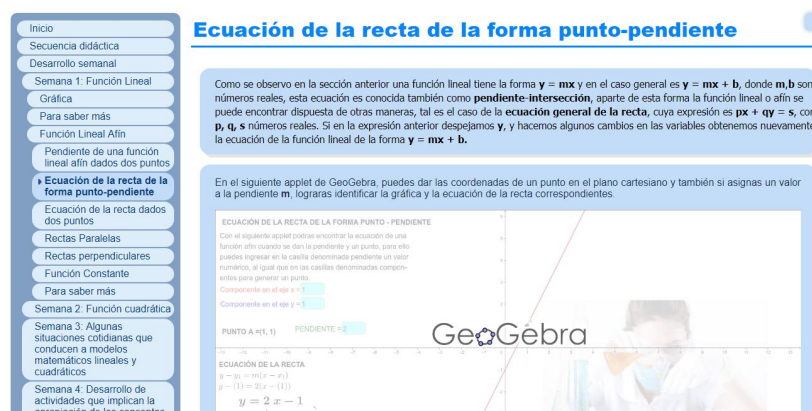 Inicio
Secuencia didáctica
Desarrollo semanal
Semana 1: Función Lineal
Gráfica
Para saber más
Función Lineal Afín
Pendiente de una función
lineal afín dados dos puntos
Ecuación de la recta de la
forma punto-pendiente
Ecuación de la recta dados
dos puntos
Rectas Paralelas
Rectas perpendiculares
Función Constante
Para saber más
Semana 2: Función cuadrática
Semana 3: Algunas
situaciones cotidianas que
conducen a modelos
matemáticos lineales y
cuadráticos
Semana 4: Desarrollo de
actividades que implican la
Ecuación de la recta de la forma punto-pendiente
Como se observo en la sección anterior una función lineal tiene la forma y = mx y en el caso general es y = mx + b, donde m,b son
números reales, esta ecuación es conocida también como pendiente-intersección, aparte de esta forma la función lineal o afín se
puede encontrar dispuesta de otras maneras, tal es el caso de la ecuación general de la recta, cuya expresión es px + qy = s, con
p, q, s números reales. Si en la expresión anterior despejamos y, y hacemos algunos cambios en las variables obtenemos nuevamente
la ecuación de la función lineal de la forma y = mx + b.
En el siguiente applet de GeoGebra, puedes dar las coordenadas de un punto en el plano cartesiano y también si asignas un valor
a la pendiente m, lograras identificar la gráfica y la ecuación de la recta correspondientes.
ECUACIÓN DE LA RECTA DE LA FORMA PUNTO - PENDIENTE
Con el siguiente applet podras encontrar la ecuación de una
función afín cuando se dan la pendiente y un punto, para ello
puedes ingresar en la casilla denominada pendiente un valor
numérico, al igual que en las casillas denominadas compon-
entes para generar un punto.
Componente en el eje x = 1
Componente en el eje y = 1
PUNTO A =(1, 1) PENDIENTE =2
GeoGebra
ECUACIÓN DE LA RECTA
y − y₁ = m(x − x₁)
y − (1) = 2(x − (1))
y = 2 x − 1